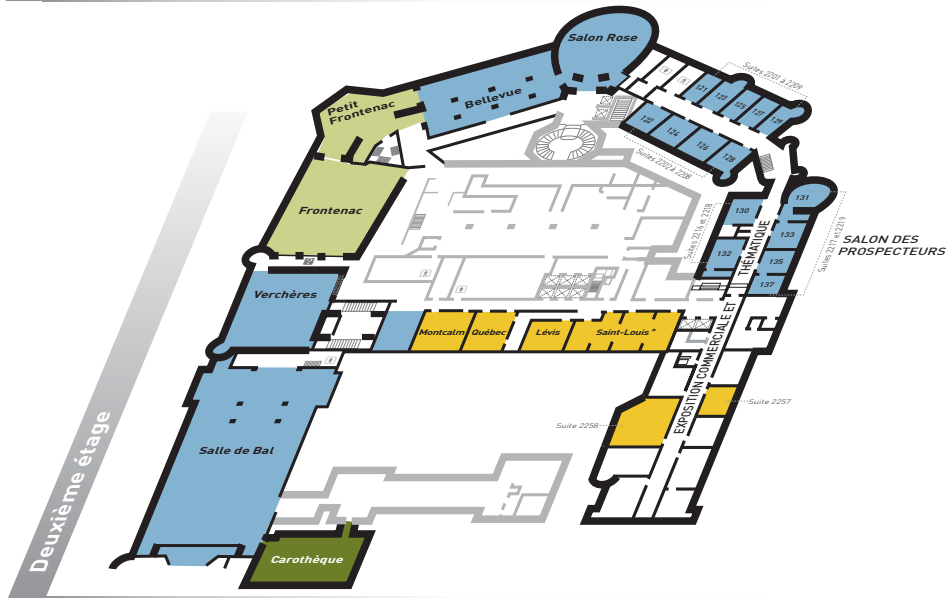 Salon Rose
Bellevue
Petit
Frontenac
Suites 2201 à 2209
121
123
125
127
129
122
124
126
128
Suites 2202 à 2208
Frontenac
131
130
133
132
135
137
Suites 2216 et 2218
Suites 2217 et 2219
SALON DES
PROSPECTEURS
EXPOSITION COMMERCIALE ET THÉMATIQUE
Verchères
Montcalm
Québec
Lévis
Saint-Louis *
Suite 2257
Suite 2258
Salle de Bal
Carothèque
Deuxième étage